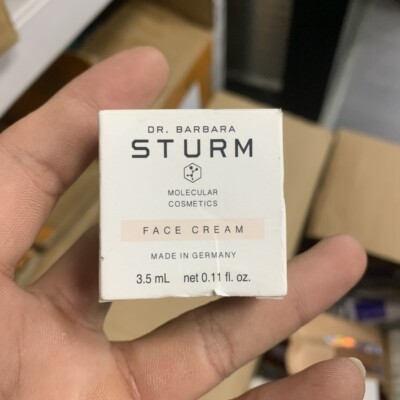 DR. BARBARA
STURM
MOLECULAR
COSMETICS
FACE CREAM
MADE IN GERMANY
3.5 mL net 0.11 fl. oz.